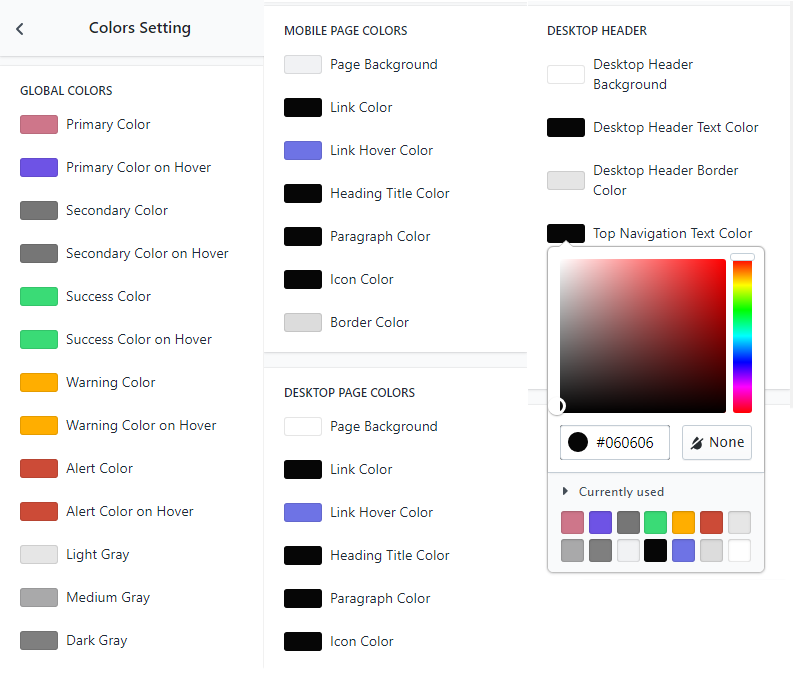 Colors Setting
GLOBAL COLORS
Primary Color
Primary Color on Hover
Secondary Color
Secondary Color on Hover
Success Color
Success Color on Hover
Warning Color
Warning Color on Hover
Alert Color
Alert Color on Hover
Light Gray
Medium Gray
Dark Gray
MOBILE PAGE COLORS
Page Background
Link Color
Link Hover Color
Heading Title Color
Paragraph Color
Icon Color
Border Color
DESKTOP PAGE COLORS
Page Background
Link Color
Link Hover Color
Heading Title Color
Paragraph Color
Icon Color
DESKTOP HEADER
Desktop Header
Background
Desktop Header Text Color
Desktop Header Border
Color
Top Navigation Text Color
#060606
None
Currently used